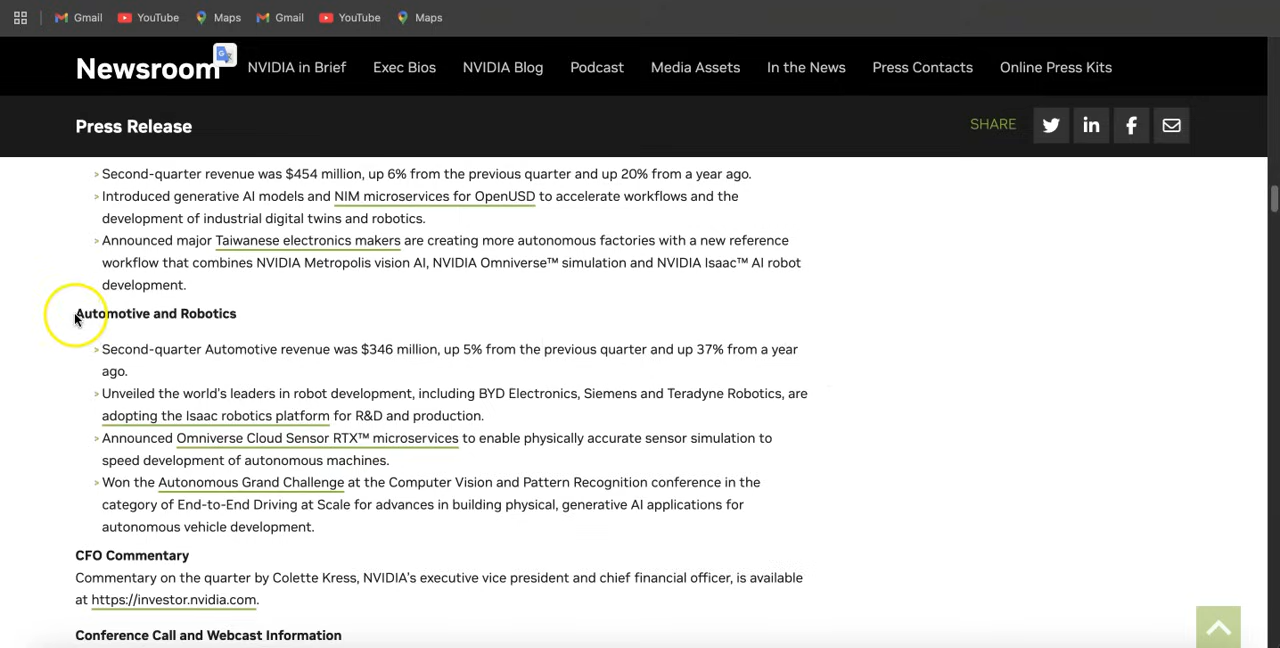 Gmail YouTube Maps Gmail YouTube Maps
Newsroom NVIDIA in Brief Exec Bios NVIDIA Blog Podcast Media Assets In the News Press Contacts Online Press Kits
Press Release SHARE
> Second-quarter revenue was $454 million, up 6% from the previous quarter and up 20% from a year ago.
> Introduced generative AI models and NIM microservices for OpenUSD to accelerate workflows and the
development of industrial digital twins and robotics.
> Announced major Taiwanese electronics makers are creating more autonomous factories with a new reference
workflow that combines NVIDIA Metropolis vision AI, NVIDIA Omniverse™ simulation and NVIDIA Isaac™ AI robot
development.
Automotive and Robotics
> Second-quarter Automotive revenue was $346 million, up 5% from the previous quarter and up 37% from a year
ago.
> Unveiled the world's leaders in robot development, including BYD Electronics, Siemens and Teradyne Robotics, are
adopting the Isaac robotics platform for R&D and production.
> Announced Omniverse Cloud Sensor RTX™ microservices to enable physically accurate sensor simulation to
speed development of autonomous machines.
> Won the Autonomous Grand Challenge at the Computer Vision and Pattern Recognition conference in the
category of End-to-End Driving at Scale for advances in building physical, generative AI applications for
autonomous vehicle development.
CFO Commentary
Commentary on the quarter by Colette Kress, NVIDIA's executive vice president and chief financial officer, is available
at https://investor.nvidia.com.
Conference Call and Webcast Information